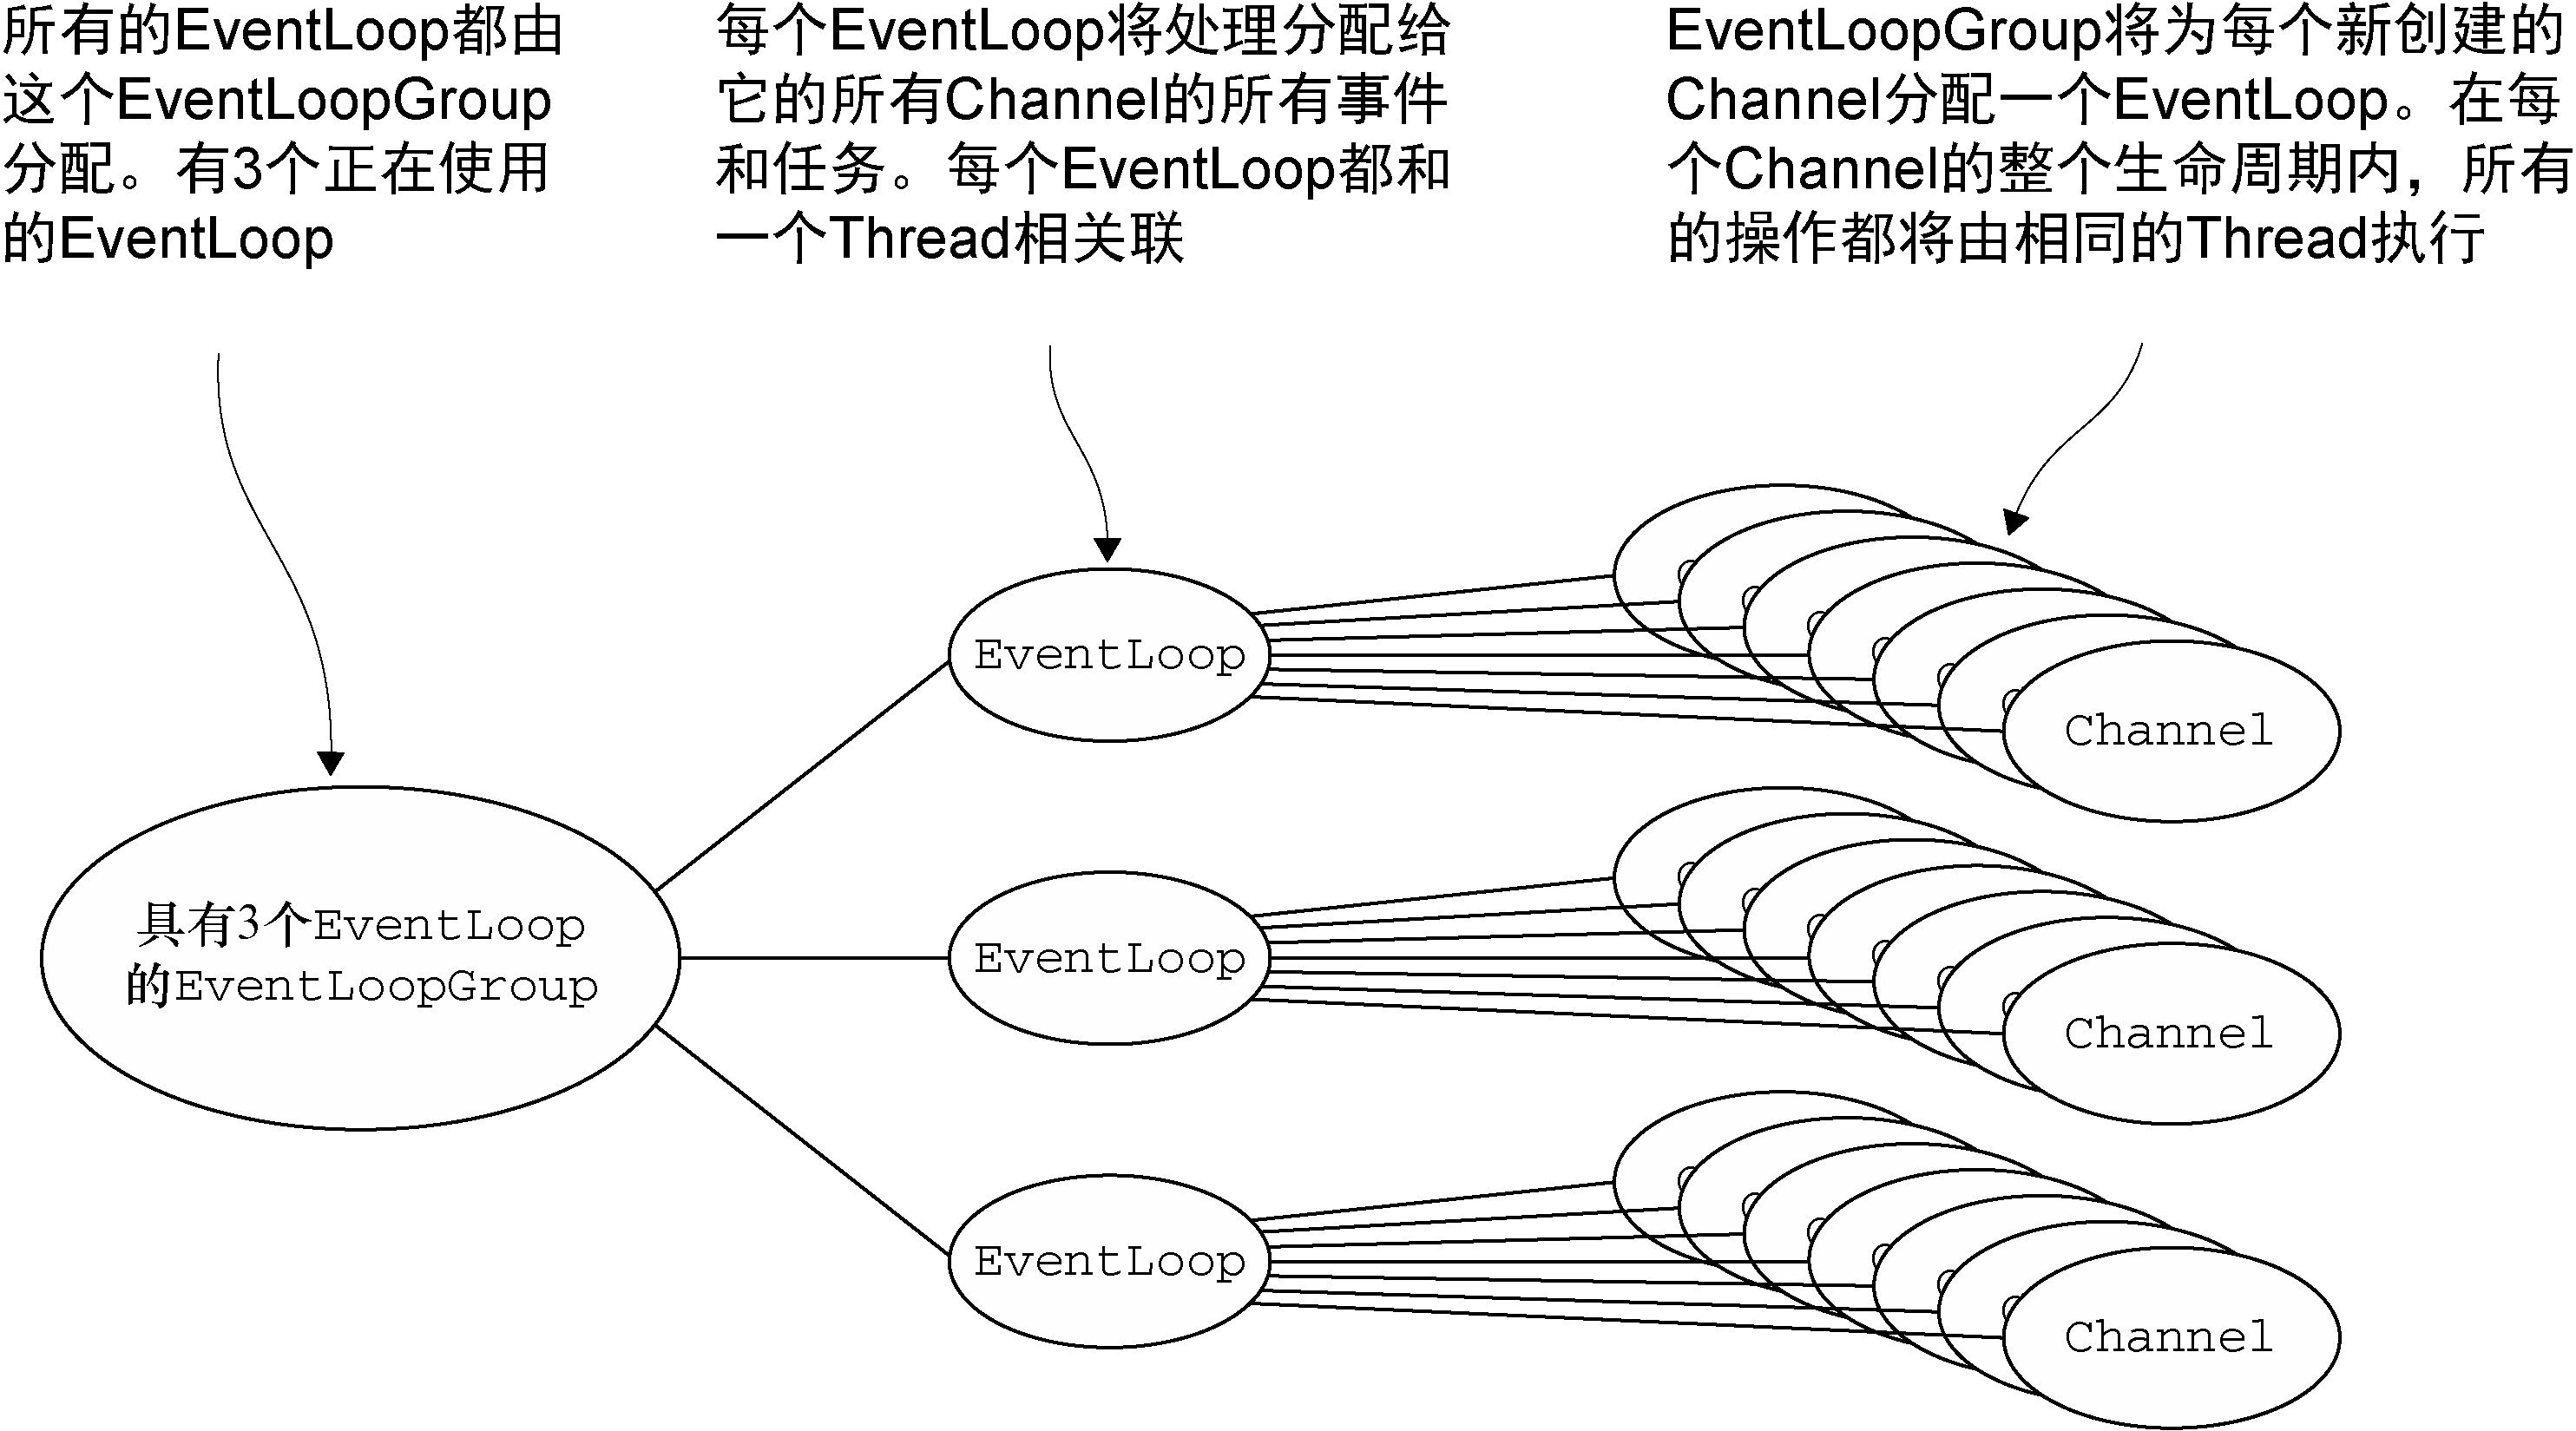 所有的EventLoop都由
这个EventLoopGroup
分配。有3个正在使用
的EventLoop
每个EventLoop将处理分配给
它的所有Channel的所有事件
和任务。每个EventLoop都和
一个Thread相关联
EventLoopGroup将为每个新创建的
Channel分配一个EventLoop。在每
个Channel的整个生命周期内，所有
的操作都将由相同的Thread执行
具有3个EventLoop
的EventLoopGroup
EventLoop
Channel
EventLoop
Channel
EventLoop
Channel